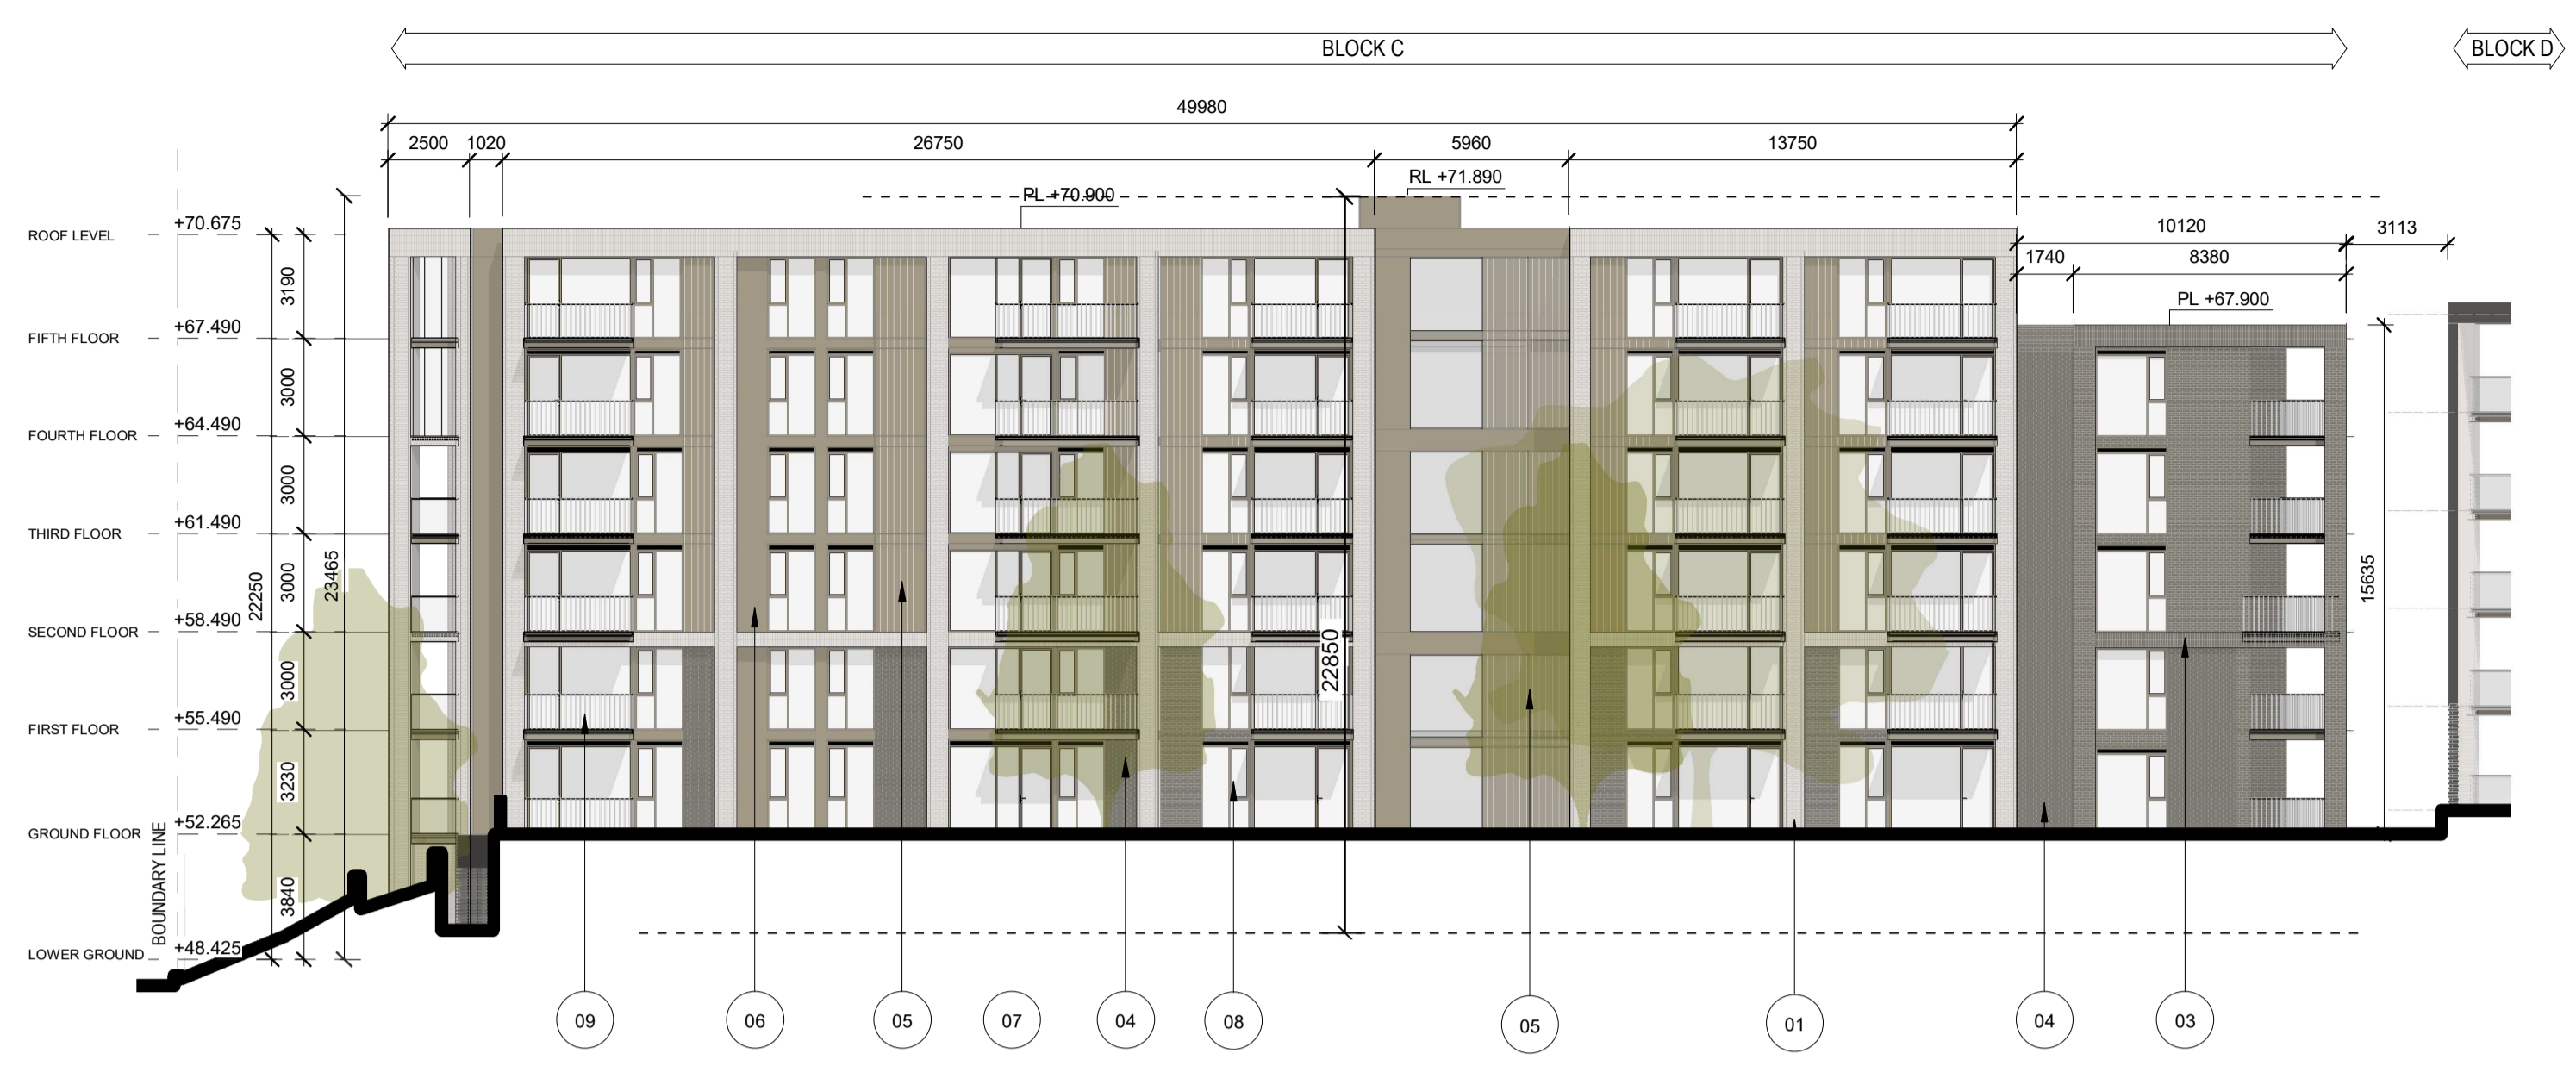 BLOCK C
BLOCK D
49980
2500
1020
26750
5960
13750
RL +71.890
PL +70.900
10120
3113
1740
8380
PL +67.900
ROOF LEVEL
+70.675
3190
FIFTH FLOOR
+67.490
3000
FOURTH FLOOR
+64.490
3000
THIRD FLOOR
+61.490
3000
22250
23465
SECOND FLOOR
+58.490
3000
FIRST FLOOR
+55.490
3230
GROUND FLOOR
+52.265
3840
LOWER GROUND
+48.425
BOUNDARY LINE
22850
15635
09
06
05
07
04
08
05
01
04
03